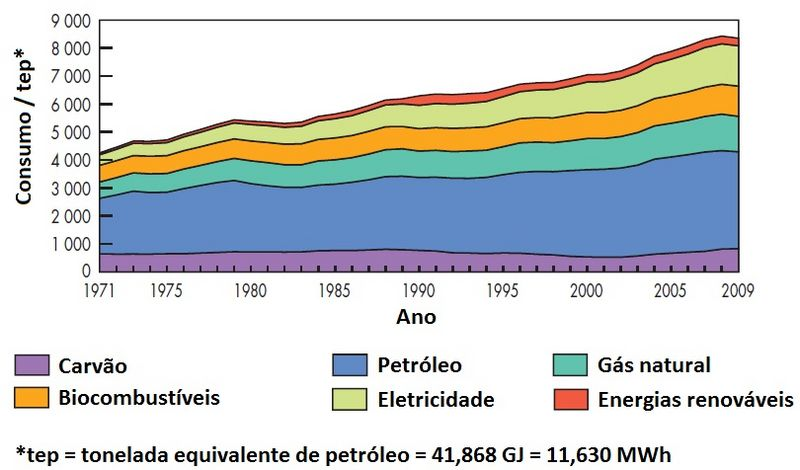 Consumo / tep*
9 000
8 000
7 000
6 000
5 000
4 000
3 000
2 000
1 000
0
1971 1975 1980 1985 1990 1995 2000 2005 2009
Ano
Carvão Petróleo Gás natural
Biocombustíveis Eletricidade Energias renováveis
*tep = tonelada equivalente de petróleo = 41,868 GJ = 11,630 MWh